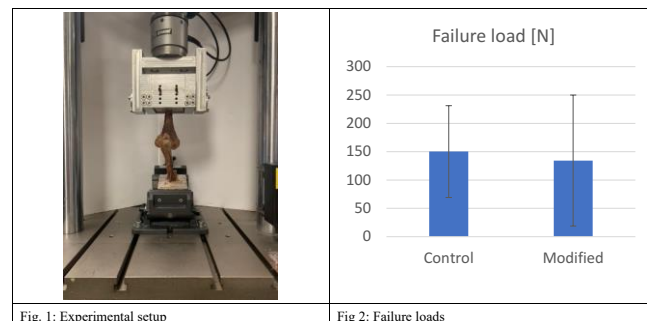 Failure load [N]
300
250
200
150
100
50
0
Control Modified
Fig. 1: Experimental setup
Fig 2: Failure loads